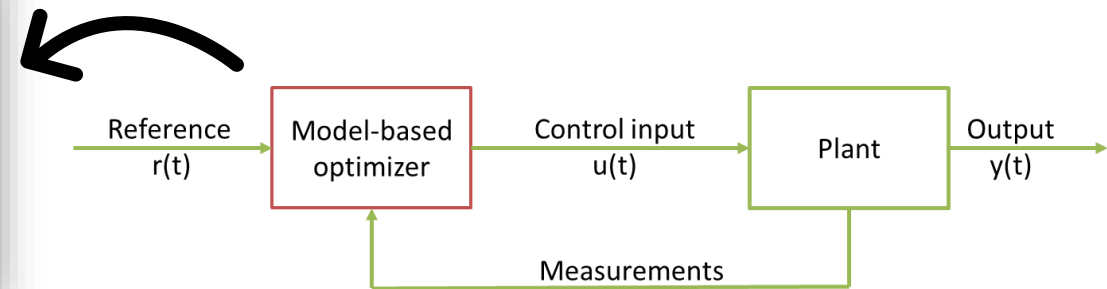 Reference
r(t)
Model-based
optimizer
Control input
u(t)
Plant
Output
y(t)
Measurements